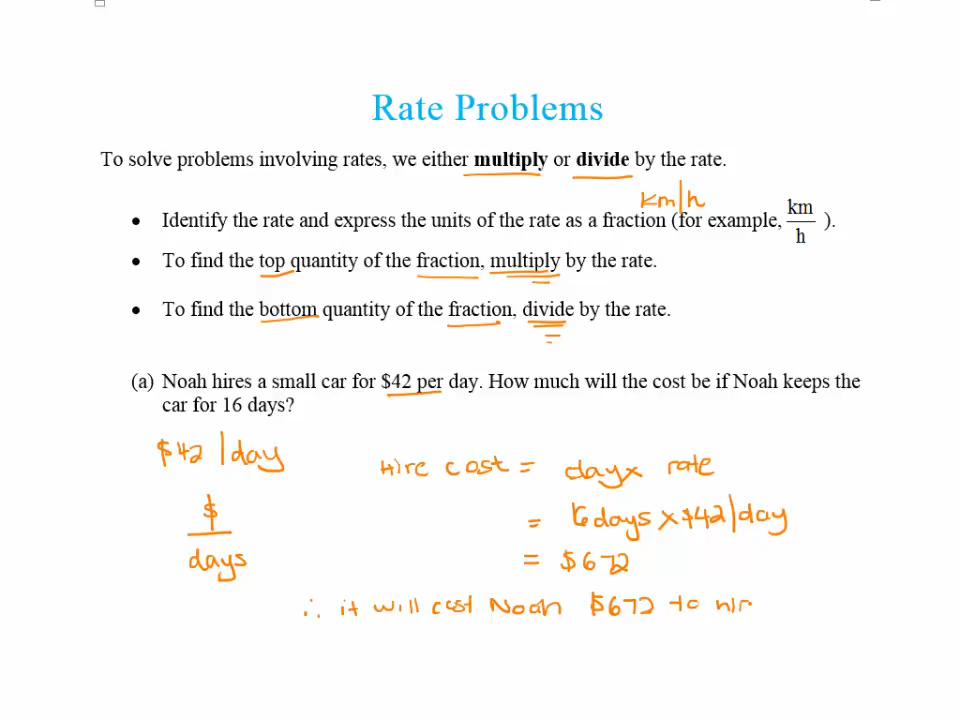 Rate Problems
To solve problems involving rates, we either multiply or divide by the rate.
km/h
• Identify the rate and express the units of the rate as a fraction (for example, km/h ).
• To find the top quantity of the fraction, multiply by the rate.
• To find the bottom quantity of the fraction, divide by the rate.
(a) Noah hires a small car for $42 per day. How much will the cost be if Noah keeps the
car for 16 days?
$42 /day
Hire cost = day x rate
$
days
= 16 days x $42/day
= $672
∴ it will cost Noah $672 to hir